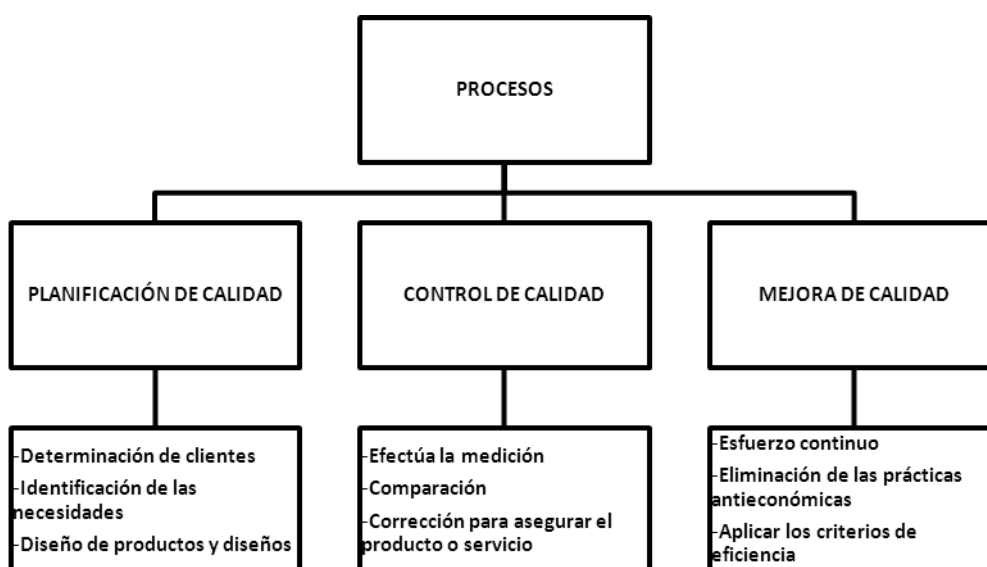 PROCESOS
PLANIFICACIÓN DE CALIDAD
CONTROL DE CALIDAD
MEJORA DE CALIDAD
-Determinación de clientes
-Identificación de las
necesidades
-Diseño de productos y diseños
-Efectúa la medición
-Comparación
-Corrección para asegurar el
producto o servicio
-Esfuerzo continuo
-Eliminación de las prácticas
antieconómicas
-Aplicar los criterios de
eficiencia